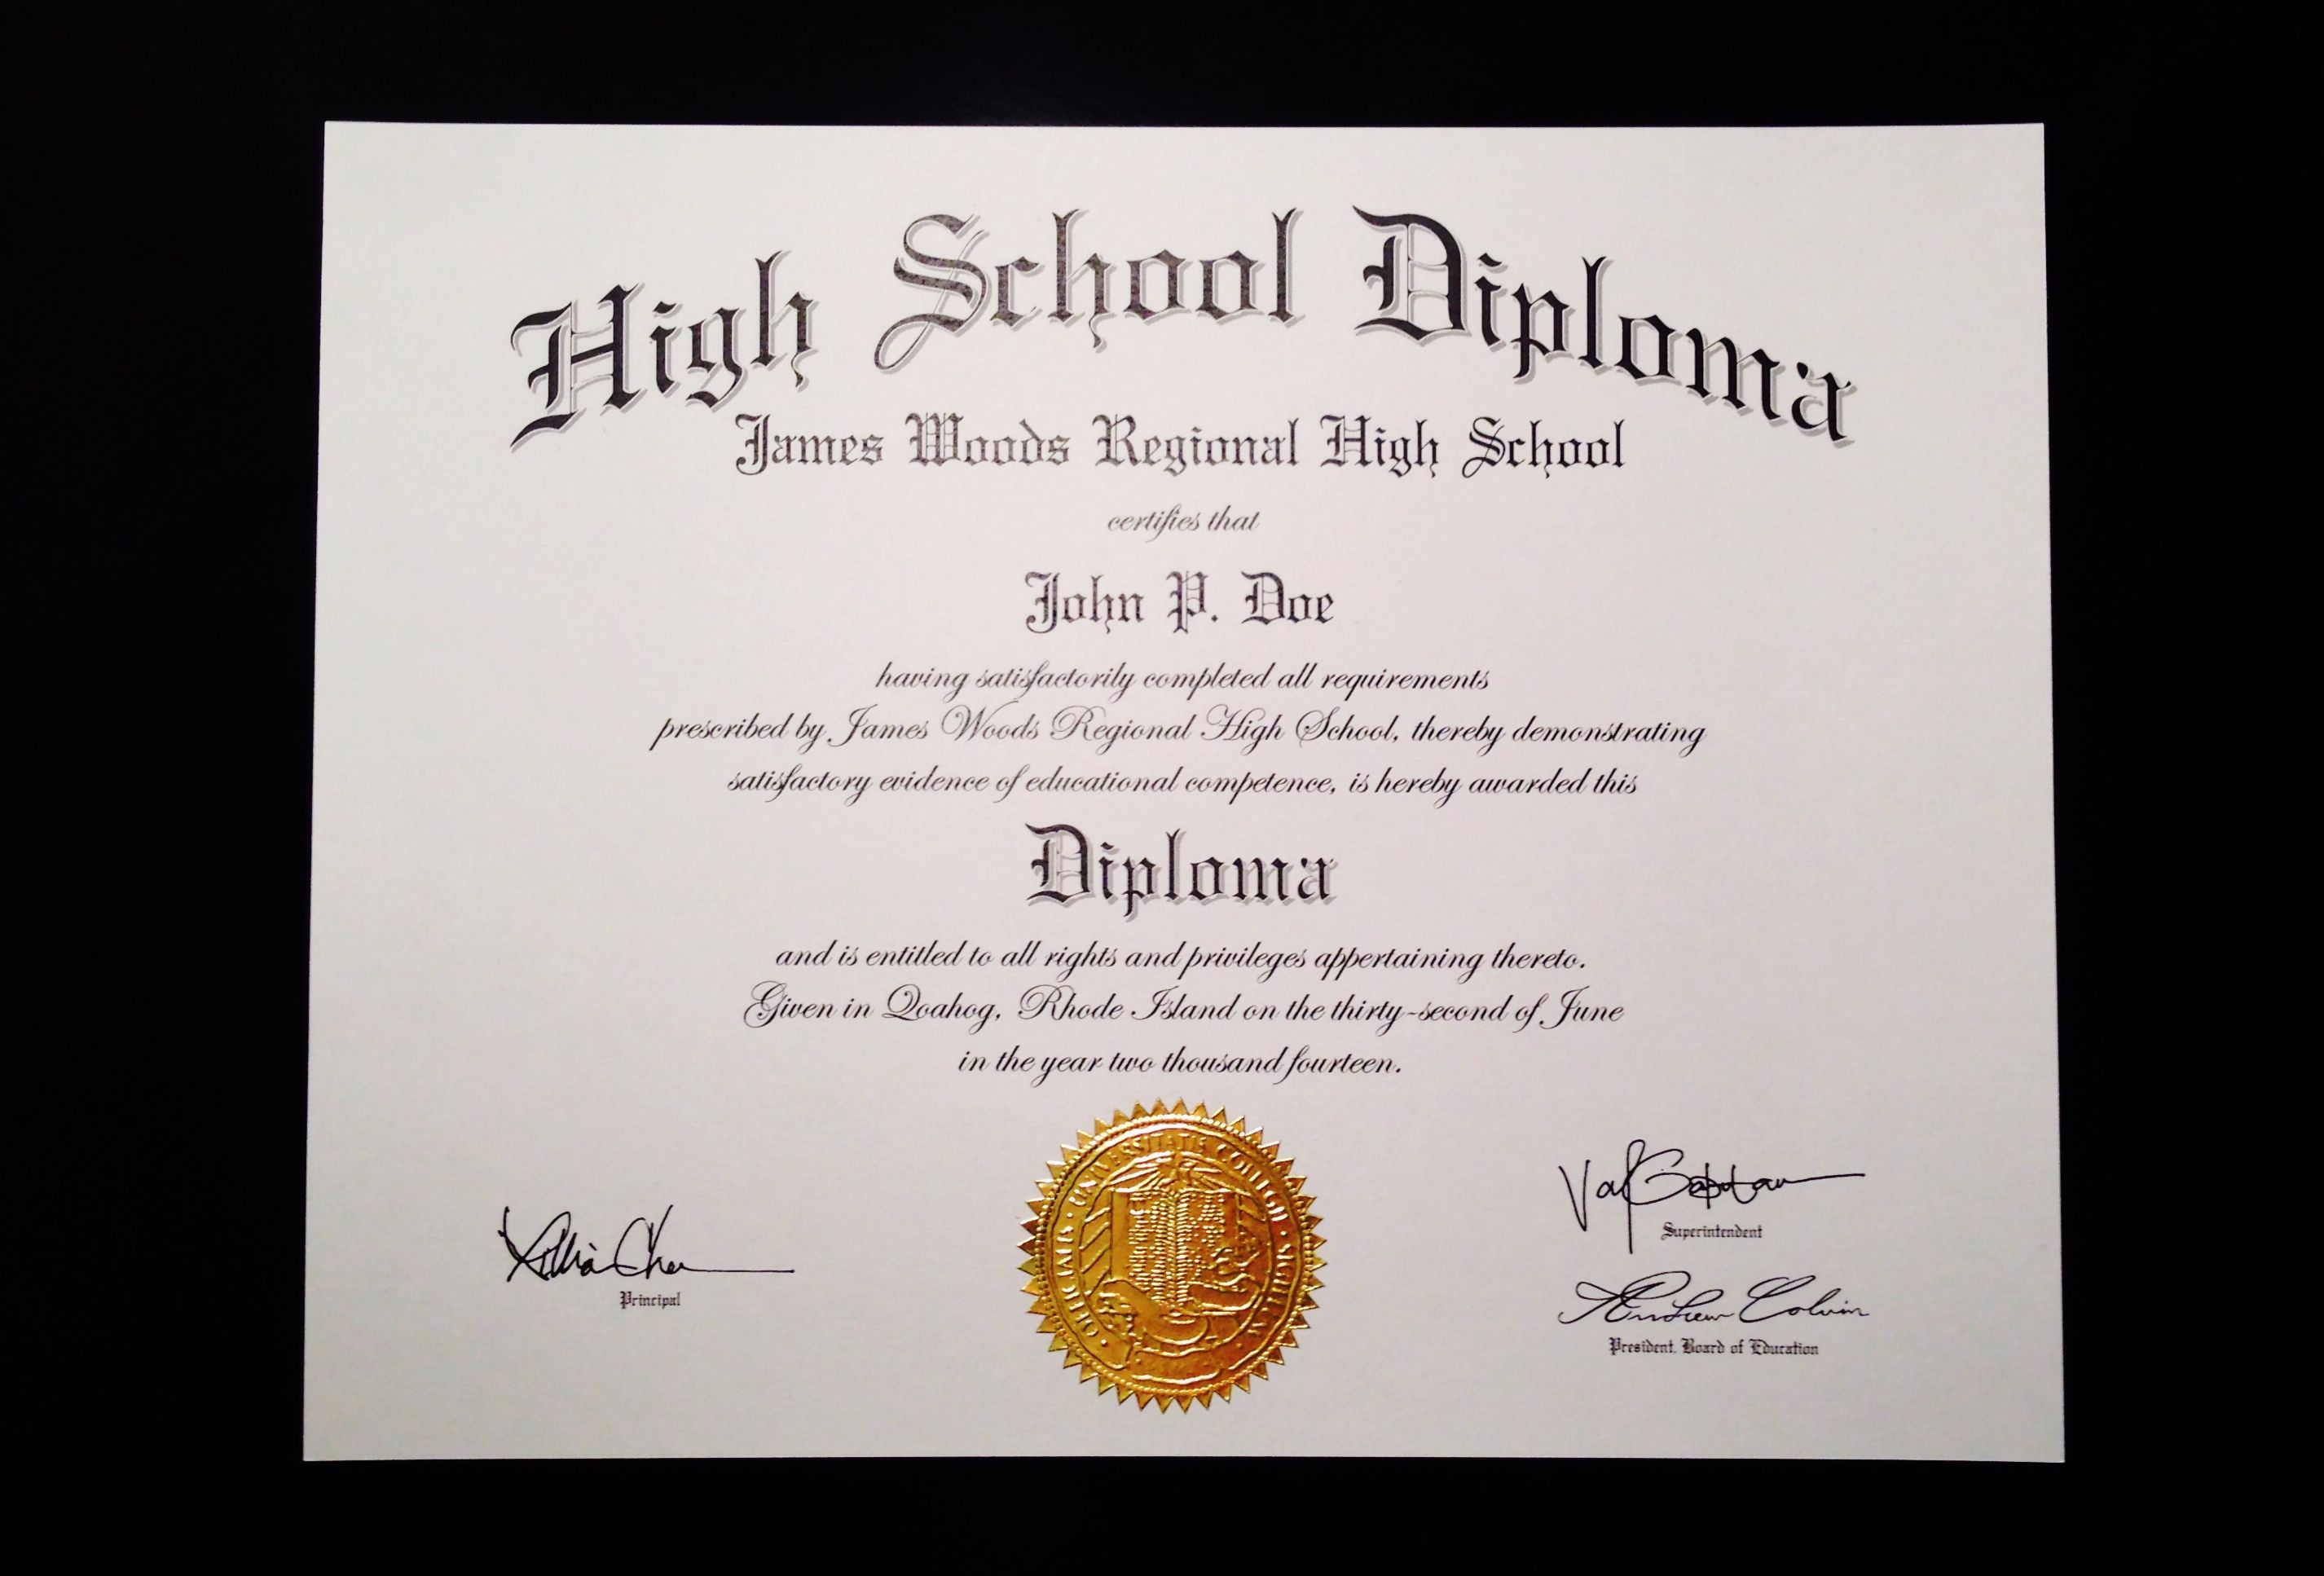 High School Diploma
James Woods Regional High School
certifies that
John P. Doe
having satisfactorily completed all requirements
prescribed by James Woods Regional High School, thereby demonstrating
satisfactory evidence of educational competence, is hereby awarded this
Diploma
and is entitled to all rights and privileges appertaining thereto.
Given in Qoahog, Rhode Island on the thirty-second of June
in the year two thousand fourteen.
Principal
Superintendent
Andrew Colvin
President, Board of Education